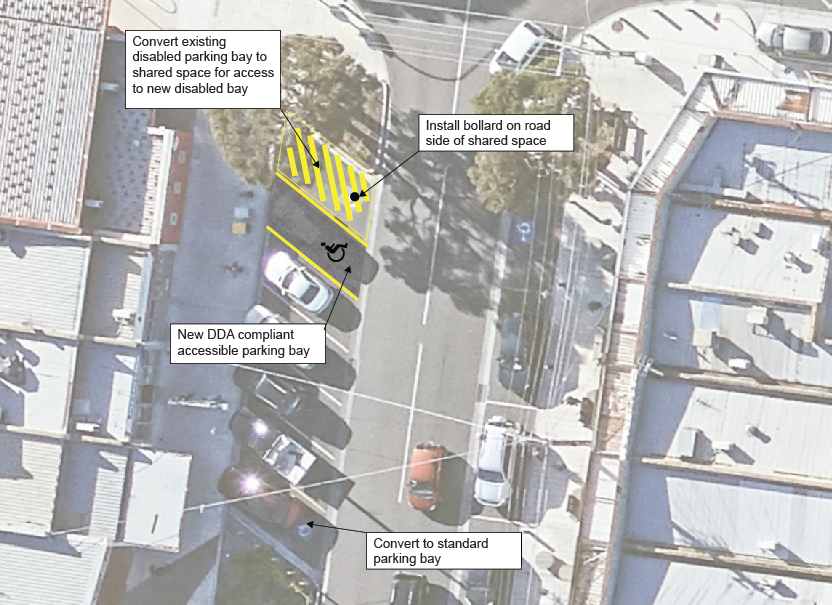 Convert existing
disabled parking bay to
shared space for access
to new disabled bay
Install bollard on road
side of shared space
New DDA compliant
accessible parking bay
Convert to standard
parking bay